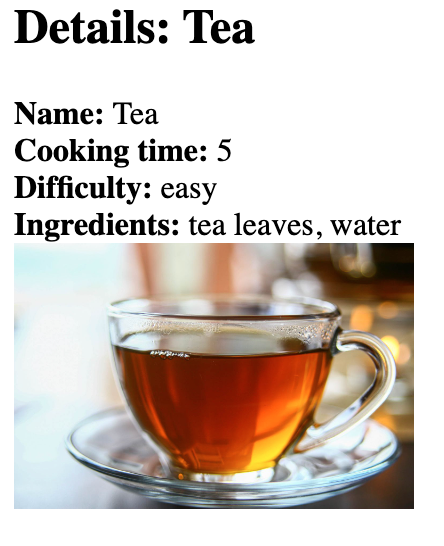 Details: Tea
Name: Tea
Cooking time: 5
Difficulty: easy
Ingredients: tea leaves, water